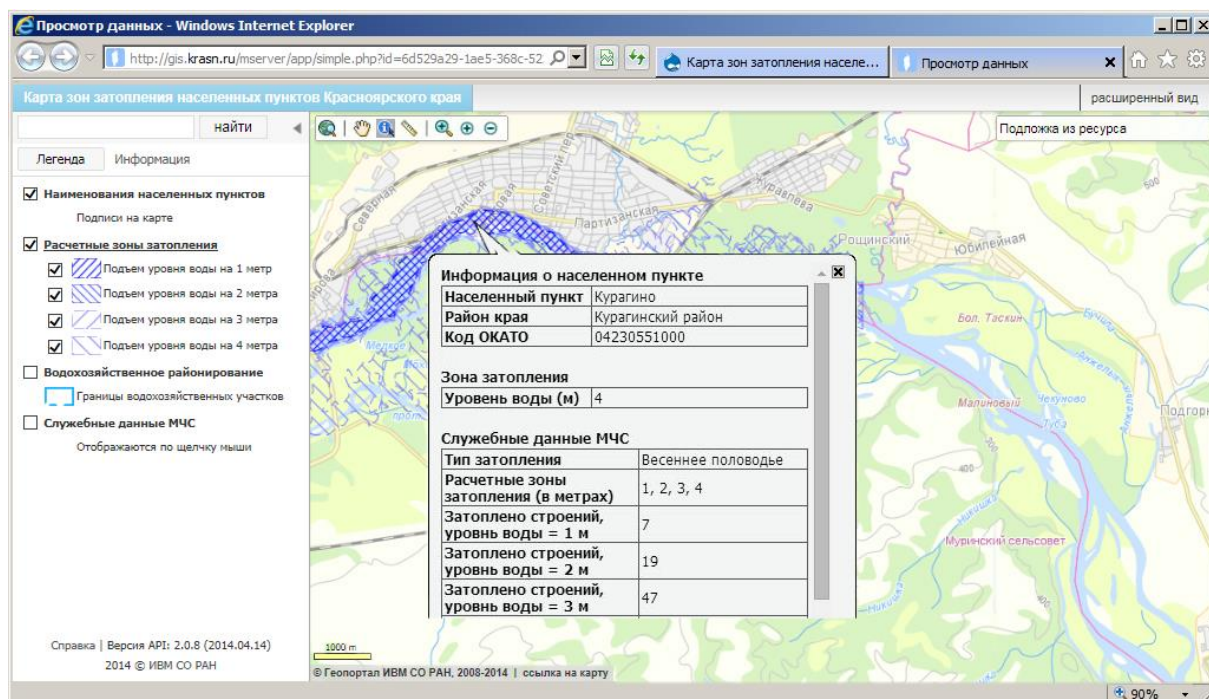 Просмотр данных - Windows Internet Explorer
http://gis.krasn.ru/mserver/app/simple.php?id=6d529a29-1ae5-368c-52
Карта зон затопления населе...
Просмотр данных
Карта зон затопления населенных пунктов Красноярского края
расширенный вид
найти
Подложка из ресурса
Легенда
Информация
Наименования населенных пунктов
Подписи на карте
Расчетные зоны затопления
Подъем уровня воды на 1 метр
Подъем уровня воды на 2 метра
Подъем уровня воды на 3 метра
Подъем уровня воды на 4 метра
Водохозяйственное районирование
Границы водохозяйственных участков
Служебные данные МЧС
Отображаются по щелчку мыши
Северная
Советский пер
Партизанская
Журавлева
Рощинский
Юбилейная
500
Бол. Таскин
Бучила
Малиновый
Чекуново
Туба
Подгорн
400
Никишка
Муринский сельсовет
400
Информация о населенном пункте
Населенный пункт Курагино
Район края Курагинский район
Код ОКАТО 04230551000
Зона затопления
Уровень воды (м) 4
Служебные данные МЧС
Тип затопления Весеннее половодье
Расчетные зоны
затопления (в метрах) 1, 2, 3, 4
Затоплено строений,
уровнь воды = 1 м 7
Затоплено строений,
уровнь воды = 2 м 19
Затоплено строений,
уровнь воды = 3 м 47
Справка | Версия API: 2.0.8 (2014.04.14)
2014 © ИВМ СО РАН
1000 m
© Геопортал ИВМ СО РАН, 2008-2014 | ссылка на карту
90%